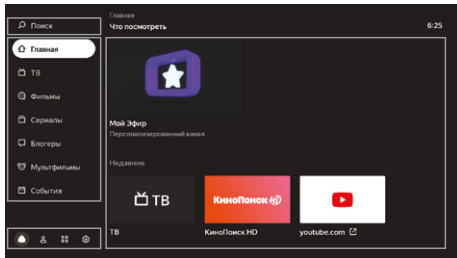 Поиск
Главная
ТВ
Фильмы
Сериалы
Блогеры
Мультфильмы
События
Главная
Что посмотреть
6:25
Мой Эфир
Персонализированный канал
Недавние
ТВ
КиноПоиск HD
ТВ
КиноПоиск HD
youtube.com